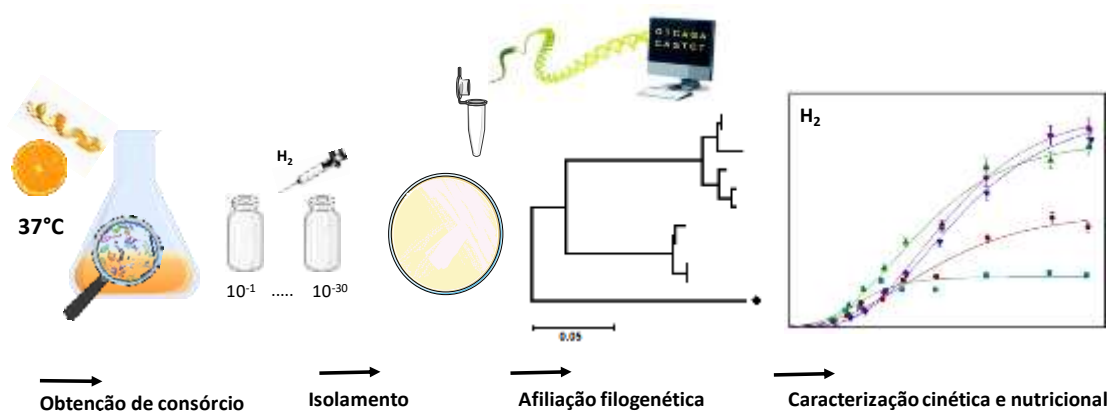 H₂
37°C
H₂
10⁻¹ ..... 10⁻³⁰
0.05
Obtenção de consórcio
Isolamento
Afiliação filogenética
Caracterização cinética e nutricional